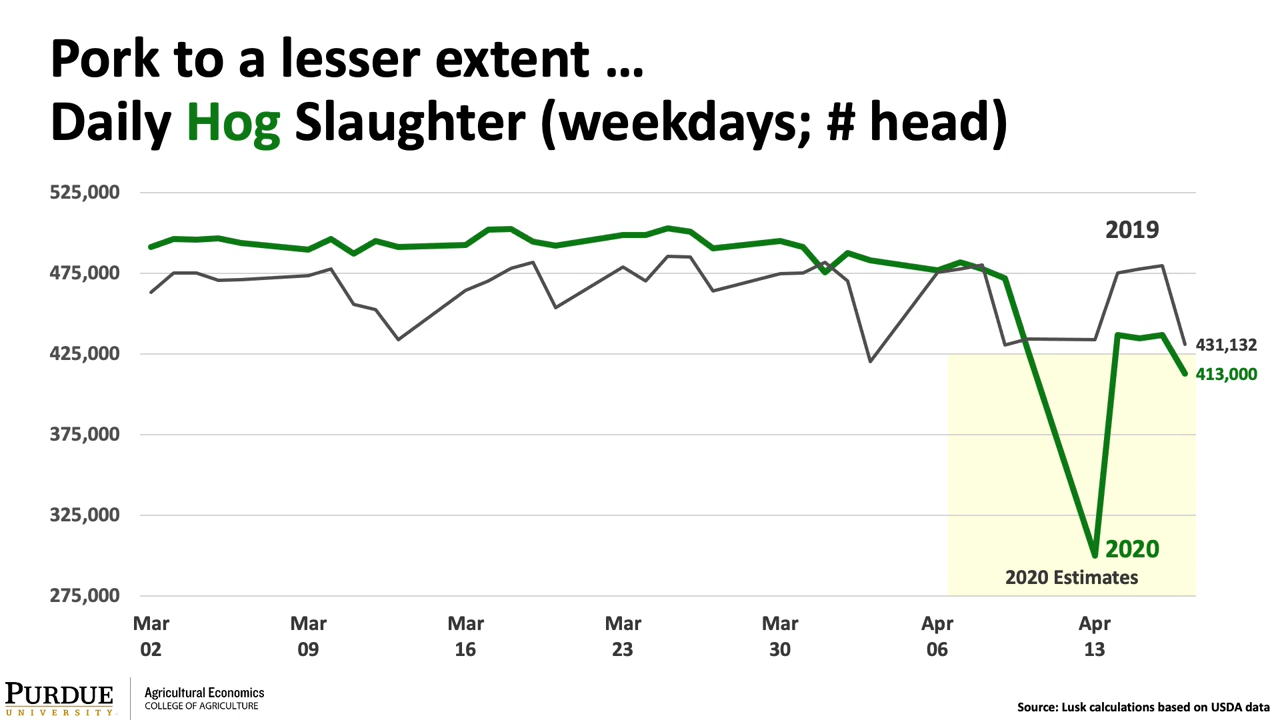 Pork to a lesser extent …
Daily Hog Slaughter (weekdays; # head)
525,000
475,000
425,000
375,000
325,000
275,000
2019
431,132
413,000
2020
2020 Estimates
Mar 02
Mar 09
Mar 16
Mar 23
Mar 30
Apr 06
Apr 13
PURDUE
UNIVERSITY
Agricultural Economics
COLLEGE OF AGRICULTURE
Source: Lusk calculations based on USDA data